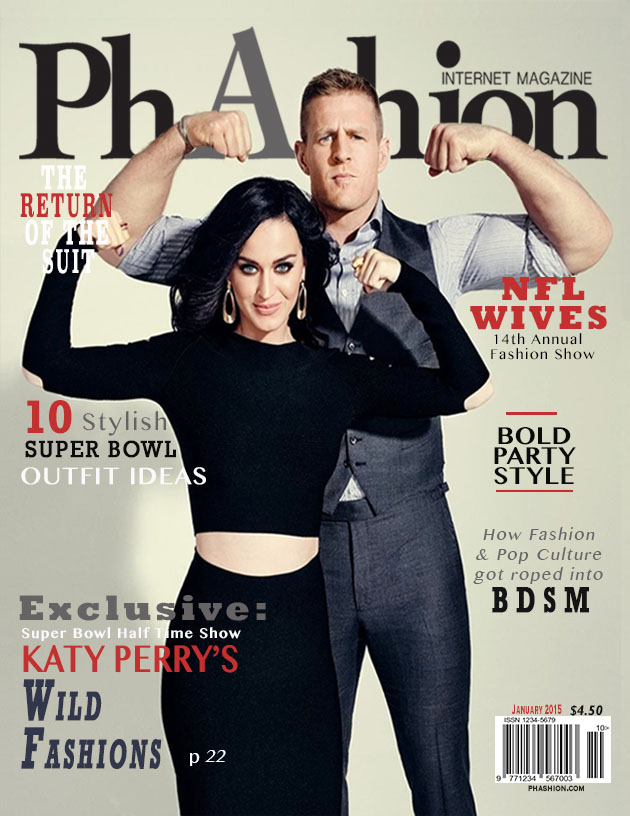 PhAshion
INTERNET MAGAZINE
THE
RETURN
OF THE
SUIT
NFL
WIVES
14th Annual
Fashion Show
10 Stylish
SUPER BOWL
OUTFIT IDEAS
BOLD
PARTY
STYLE
How Fashion
& Pop Culture
got roped into
BDSM
Exclusive:
Super Bowl Half Time Show
KATY PERRY'S
WILD
FASHIONS p 22
JANUARY 2015 $4.50
ISSN 1234-5679
10>
9 771234 567003
PHASHION.COM